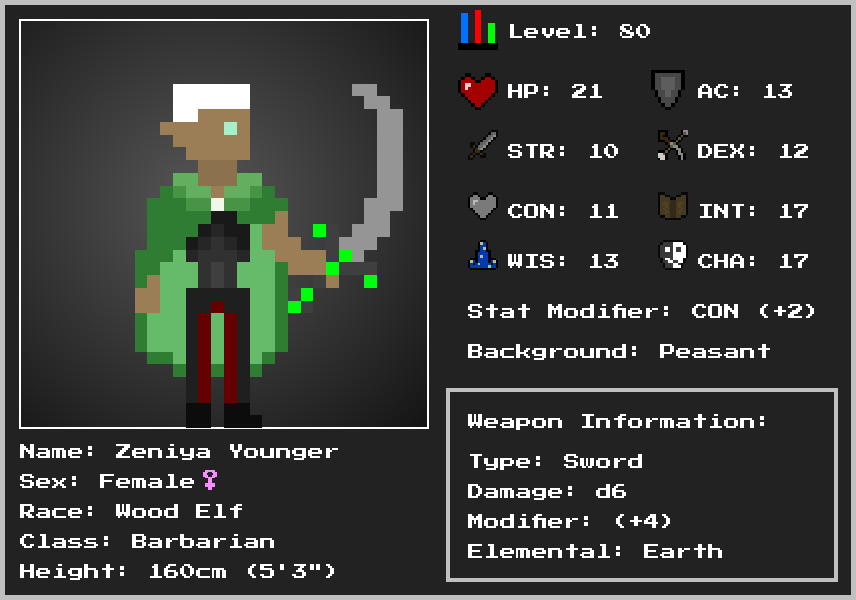 Level: 80
HP: 21
AC: 13
STR: 10
DEX: 12
CON: 11
INT: 17
WIS: 13
CHA: 17
Stat Modifier: CON (+2)
Background: Peasant
Weapon Information:
Type: Sword
Damage: d6
Modifier: (+4)
Elemental: Earth
Name: Zeniya Younger
Sex: Female♀
Race: Wood Elf
Class: Barbarian
Height: 160cm (5'3")